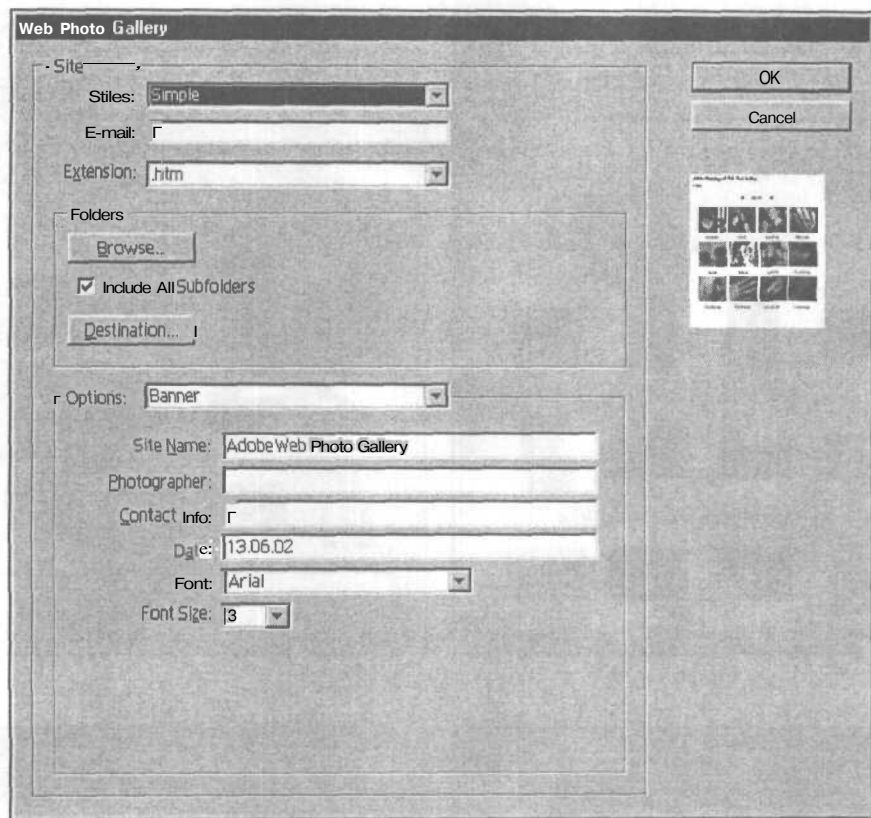 Web Photo Gallery
Site
Stiles: Simple
E-mail:
Extension: .htm
Folders
Browse...
Include All Subfolders
Destination...
Options: Banner
Site Name: Adobe Web Photo Gallery
Photographer:
Contact Info:
Date: 13.06.02
Font: Arial
Font Size: 3
OK
Cancel